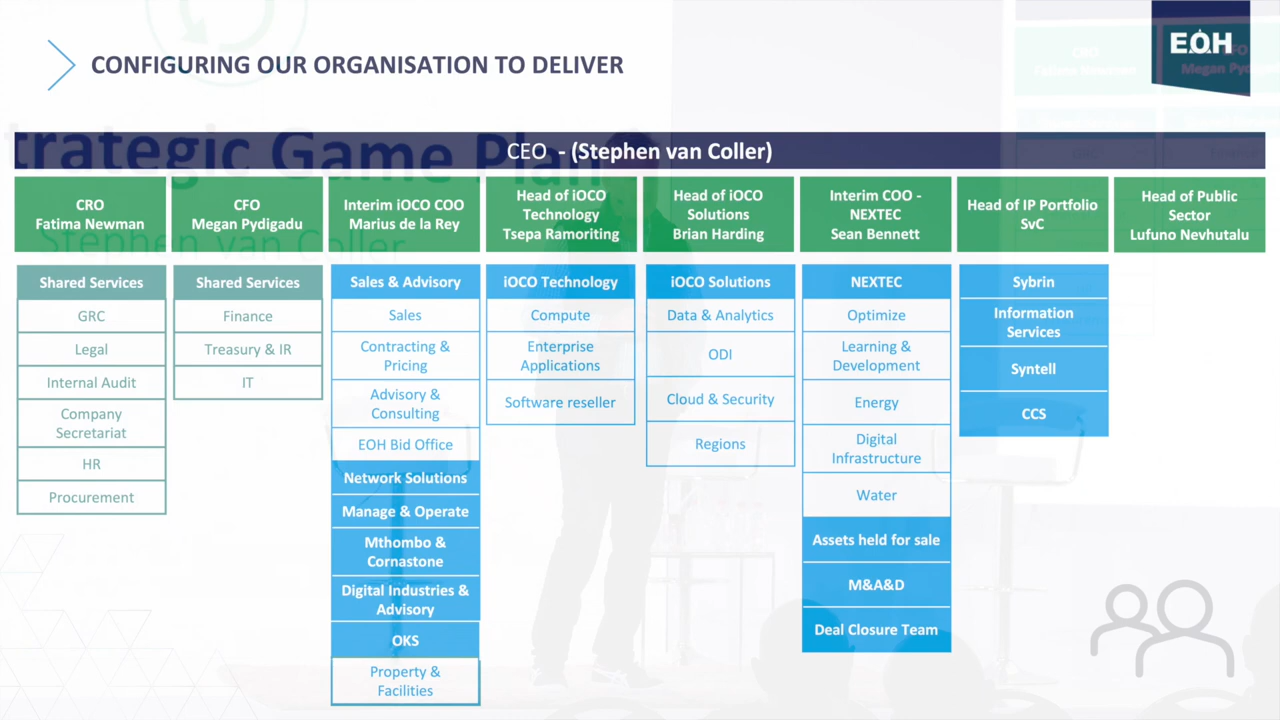 CONFIGURING OUR ORGANISATION TO DELIVER
EOH
trategic Game Plan
Stephen van Coller
CEO - (Stephen van Coller)
CRO
Fatima Newman
CFO
Megan Pydigadu
Interim iOCO COO
Marius de la Rey
Head of iOCO
Technology
Tsepa Ramoriting
Head of iOCO
Solutions
Brian Harding
Interim COO -
NEXTEC
Sean Bennett
Head of IP Portfolio
SvC
Head of Public
Sector
Lufuno Nevhutalu
Shared Services
GRC
Legal
Internal Audit
Company
Secretariat
HR
Procurement
Shared Services
Finance
Treasury & IR
IT
Sales & Advisory
Sales
Contracting &
Pricing
Advisory &
Consulting
EOH Bid Office
Network Solutions
Manage & Operate
Mthombo &
Cornastone
Digital Industries &
Advisory
OKS
Property &
Facilities
iOCO Technology
Compute
Enterprise
Applications
Software reseller
iOCO Solutions
Data & Analytics
ODI
Cloud & Security
Regions
NEXTEC
Optimize
Learning &
Development
Energy
Digital
Infrastructure
Water
Assets held for sale
M&A&D
Deal Closure Team
Sybrin
Information
Services
Syntell
CCS